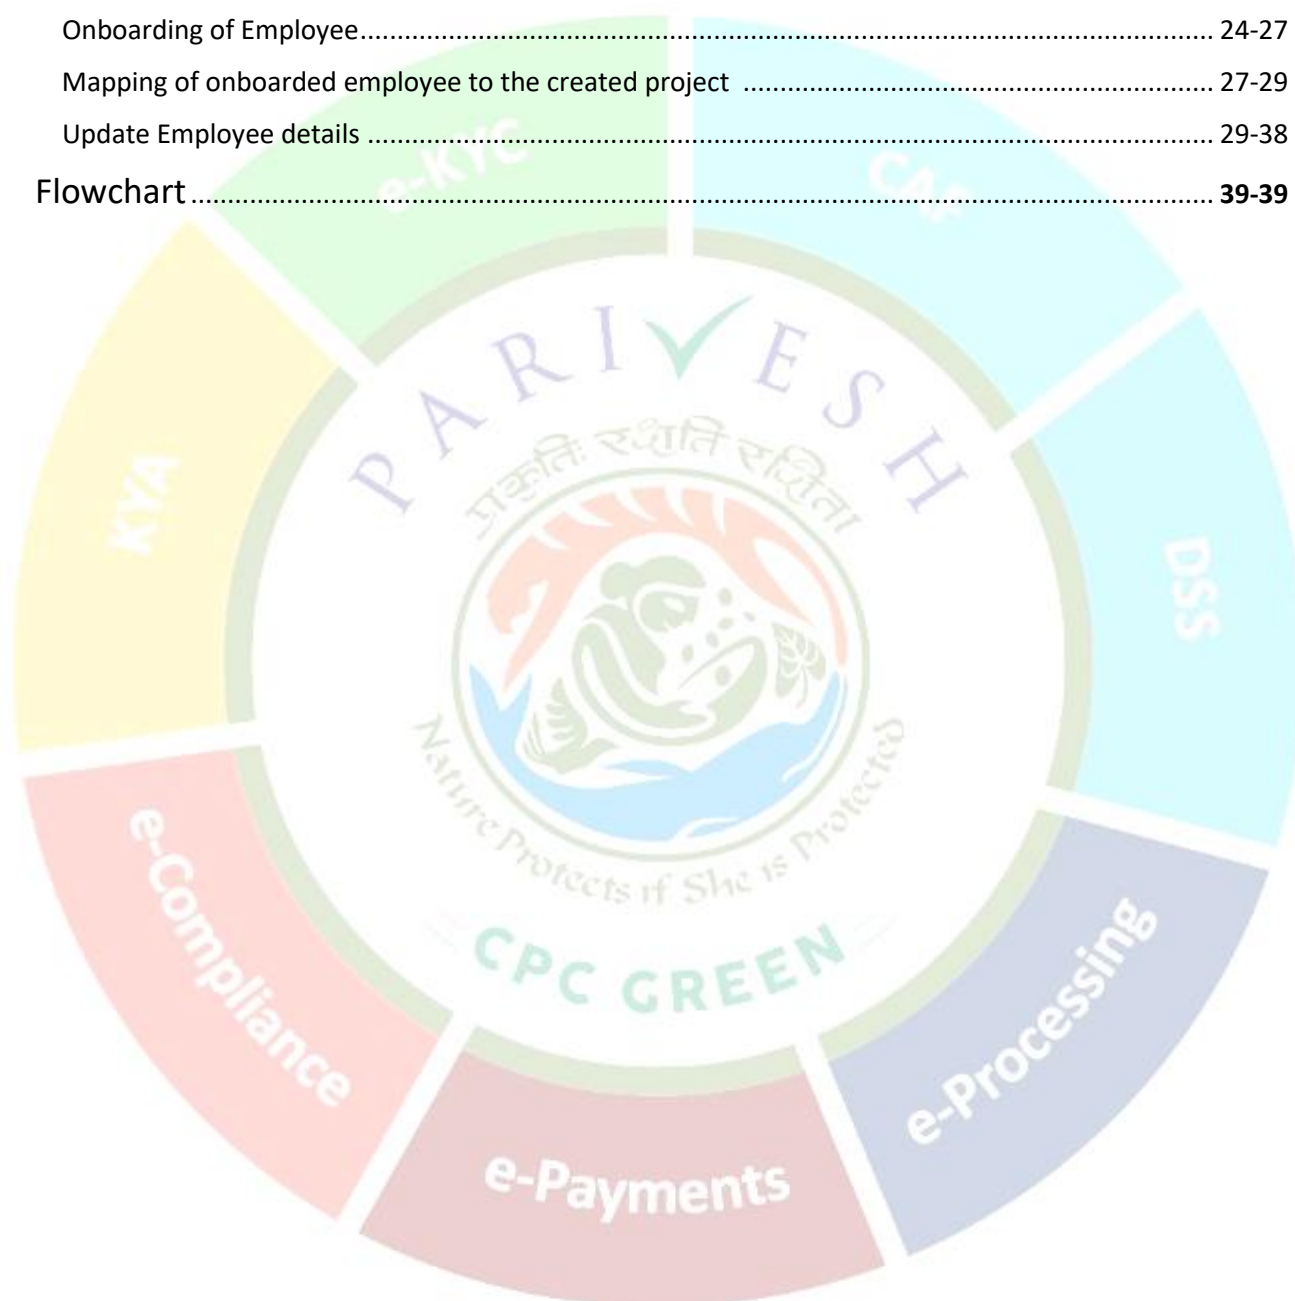 Onboarding of Employee.................................................................................................................. 24-27
Mapping of onboarded employee to the created project ............................................................... 27-29
Update Employee details ................................................................................................................. 29-38
Flowchart......................................................................................................................................... 39-39
e-KYC
CAF
KYA
DSS
PARIVESH
प्रकृतिः रक्षति रक्षिता
Nature Protects if She is Protected
CPC GREEN
e-Compliance
e-Processing
e-Payments